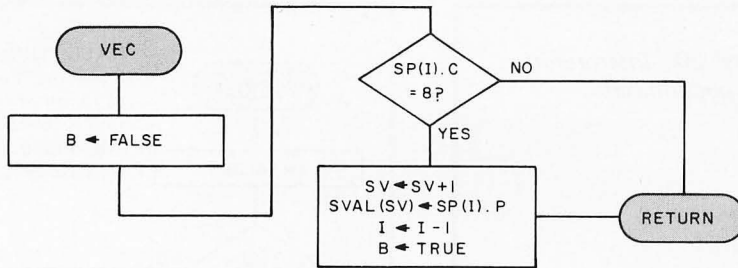 VEC
B ← FALSE
SP(I).C
= 8?
NO
YES
SV ← SV+1
SVAL(SV) ← SP(I).P
I ← I - 1
B ← TRUE
RETURN